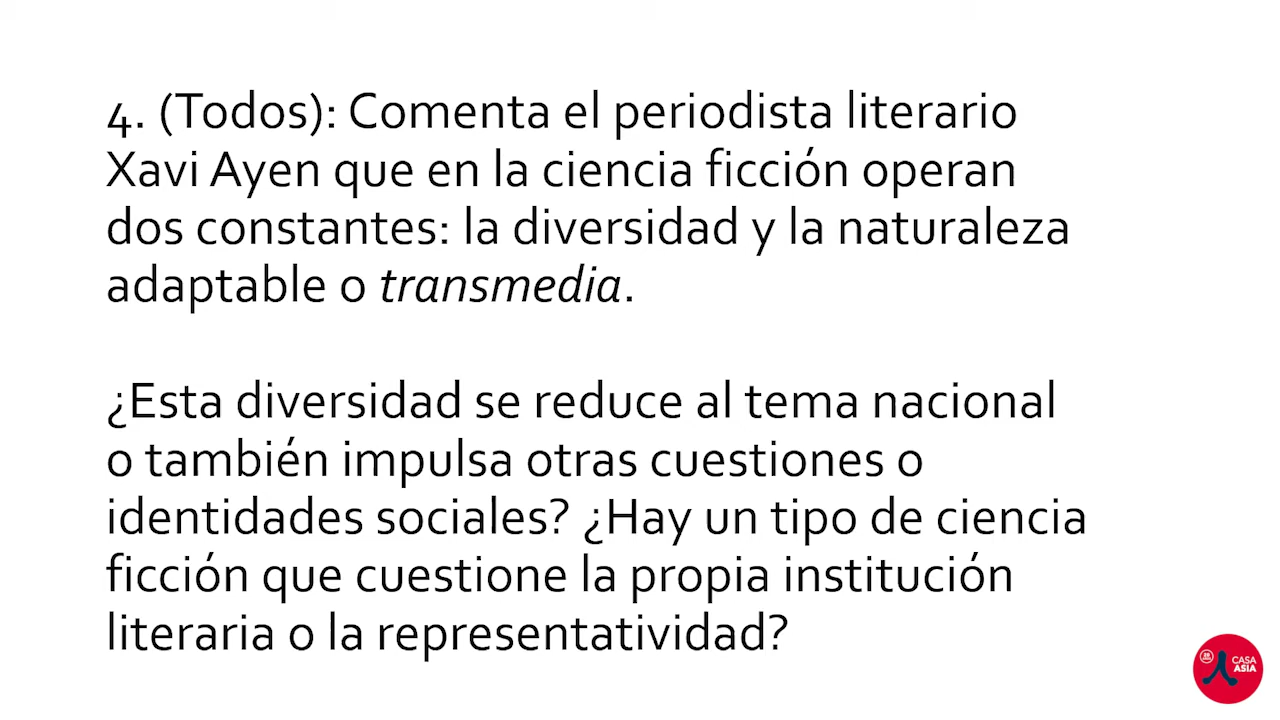 4. (Todos): Comenta el periodista literario
Xavi Ayen que en la ciencia ficción operan
dos constantes: la diversidad y la naturaleza
adaptable o transmedia.
¿Esta diversidad se reduce al tema nacional
o también impulsa otras cuestiones o
identidades sociales? ¿Hay un tipo de ciencia
ficción que cuestione la propia institución
literaria o la representatividad?
CASA
ASIA